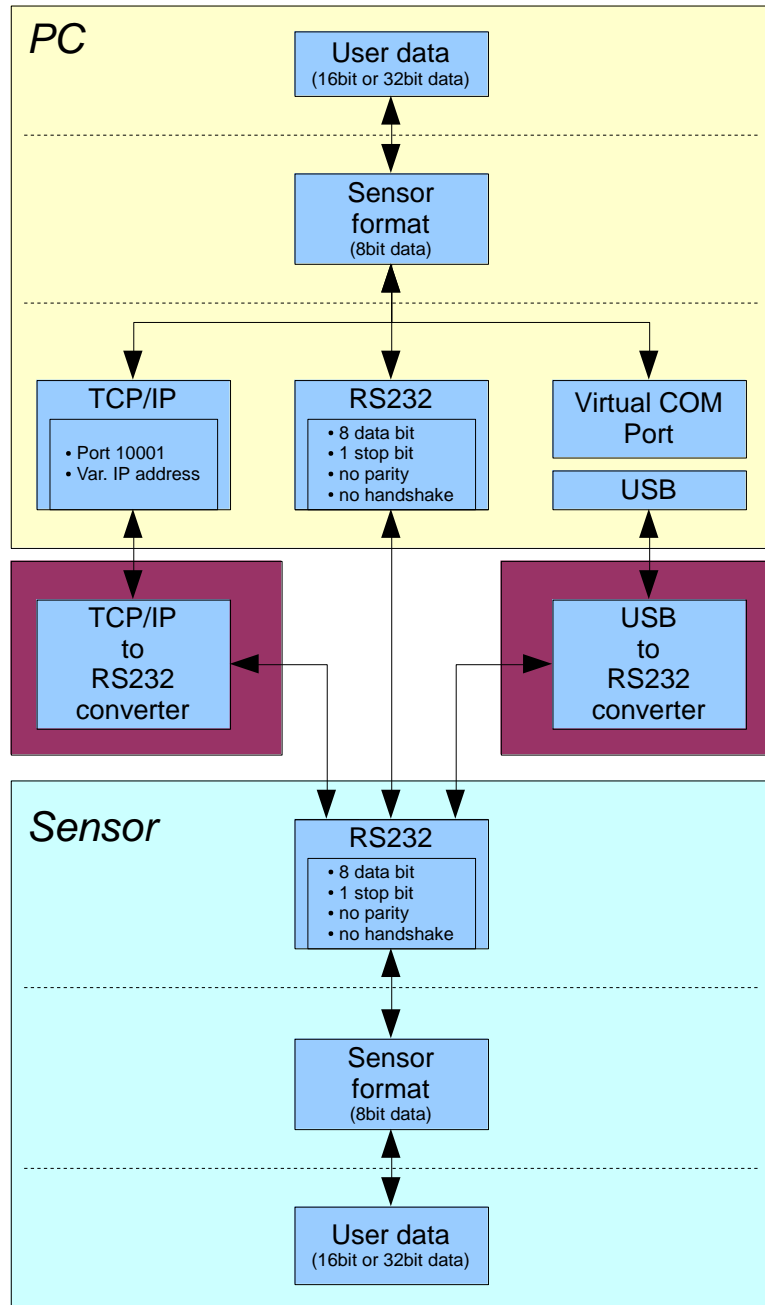 PC
User data
(16bit or 32bit data)
Sensor
format
(8bit data)
TCP/IP
• Port 10001
• Var. IP address
RS232
• 8 data bit
• 1 stop bit
• no parity
• no handshake
Virtual COM
Port
USB
TCP/IP
to
RS232
converter
USB
to
RS232
converter
Sensor
RS232
• 8 data bit
• 1 stop bit
• no parity
• no handshake
Sensor
format
(8bit data)
User data
(16bit or 32bit data)